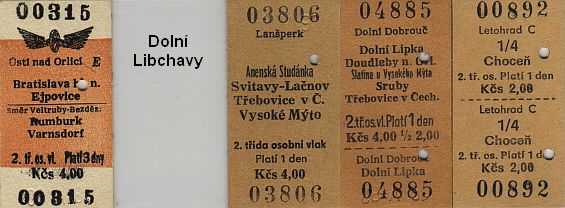 00315
Ústí nad Orlicí E
Bratislava hl. n.
Ejpovice
Směr Veltruby-Bezděz:
Rumburk
Varnsdorf
2. tř. os. vl. Platí 3 dny
Kčs 4,00
00315
Dolní
Libchavy
03806
Lanšperk
Anenská Studánka
Svitavy-Lačnov
Třebovice v Č.
Vysoké Mýto
2. třída osobní vlak
Platí 1 den
Kčs 4,00
03806
04885
Dolní Dobrouč
Dolní Lipka
Doudleby n. Orl.
Slatina u Vysokého Mýta
Sruby
Třebovice v Čech.
2.tř.os.vl. Platí 1 den
Kčs 4,00 ½ 2,00
Dolní Dobrouč
Dolní Lipka
04885
00892
Letohrad C
1/4
Choceň
2. tř. os. Platí 1 den
Kčs 2,00
Letohrad C
1/4
Choceň
2. tř. os. Platí 1 den
Kčs 2,00
00892